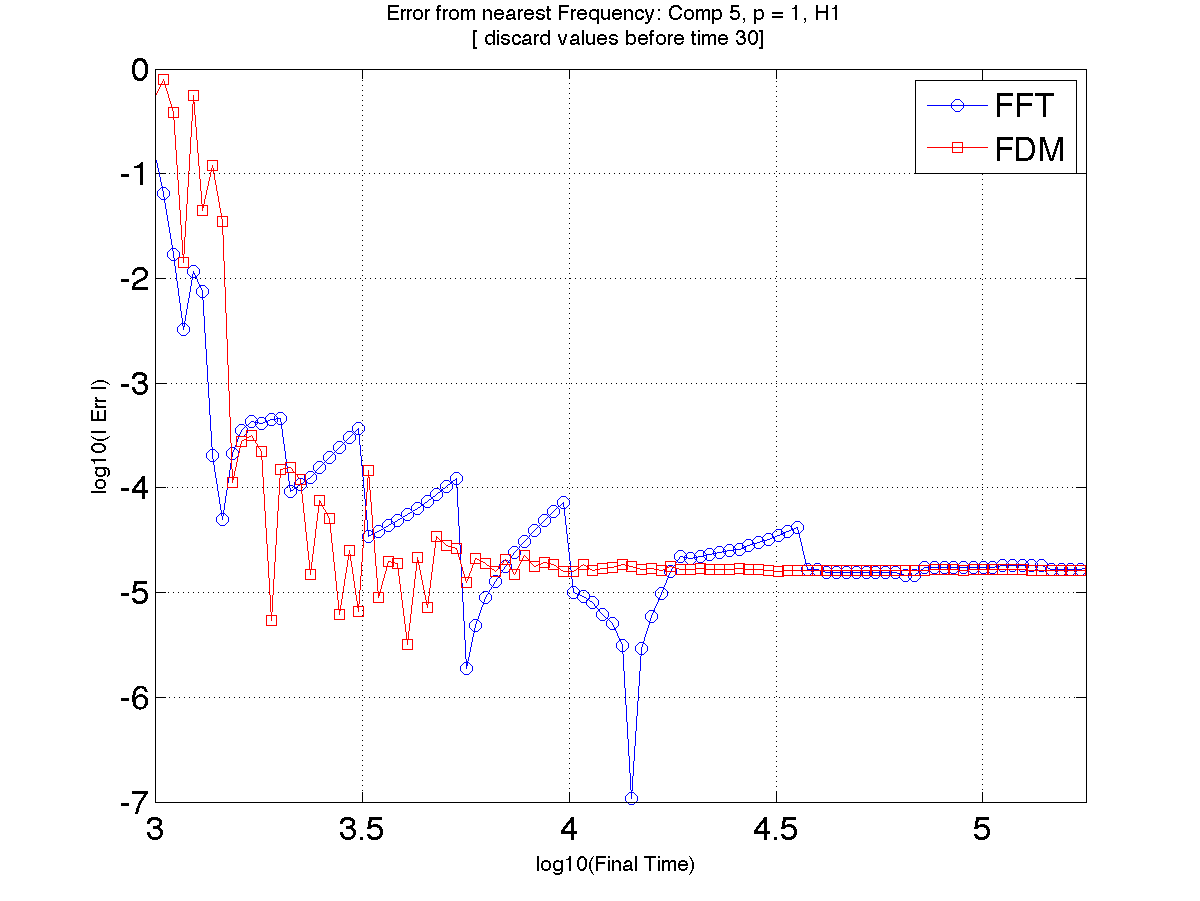 Error from nearest Frequency: Comp 5, p = 1, H1
[ discard values before time 30]
FFT
FDM
0
-1
-2
-3
-4
-5
-6
-7
log10(| Err |)
3
3.5
4
4.5
5
log10(Final Time)